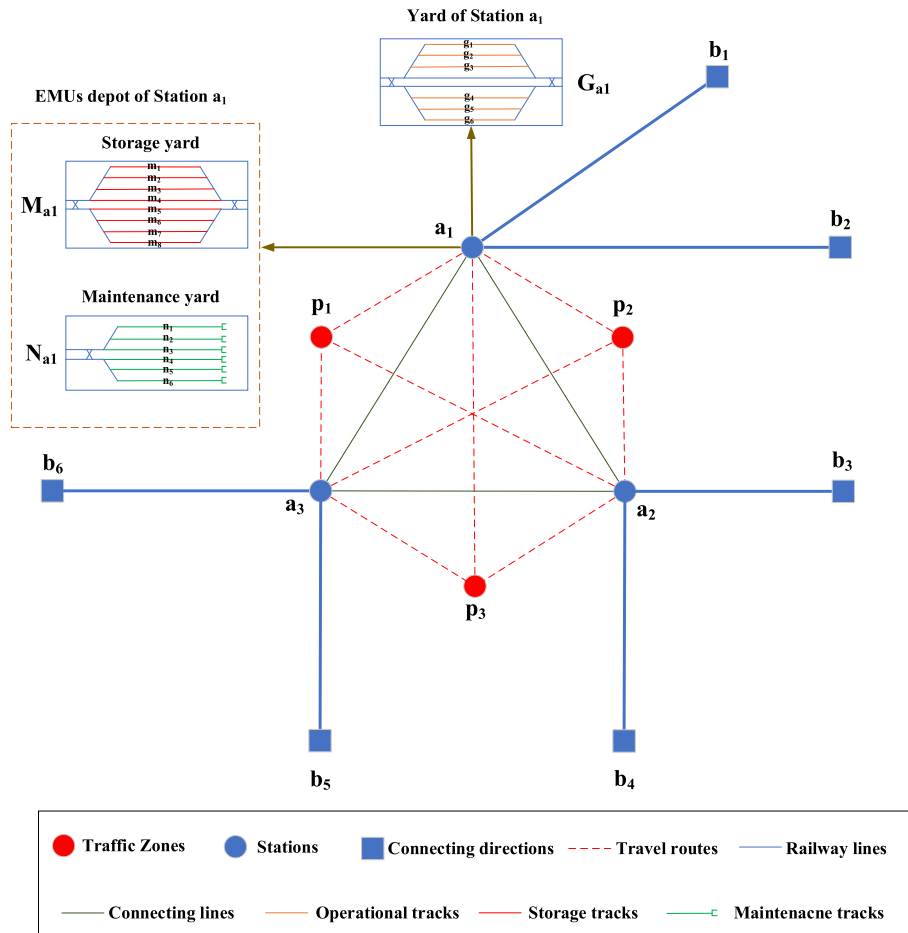 Yard of Station a1
g1
g2
g3
g4
g5
g6
Ga1
b1
EMUs depot of Station a1
Storage yard
m1
m2
m3
m4
m5
m6
m7
m8
Ma1
a1
b2
Maintenance yard
n1
n2
n3
n4
n5
n6
Na1
p1
p2
b6
b3
a3
a2
p3
b5
b4
Traffic Zones
Stations
Connecting directions
Travel routes
Railway lines
Connecting lines
Operational tracks
Storage tracks
Maintenacne tracks